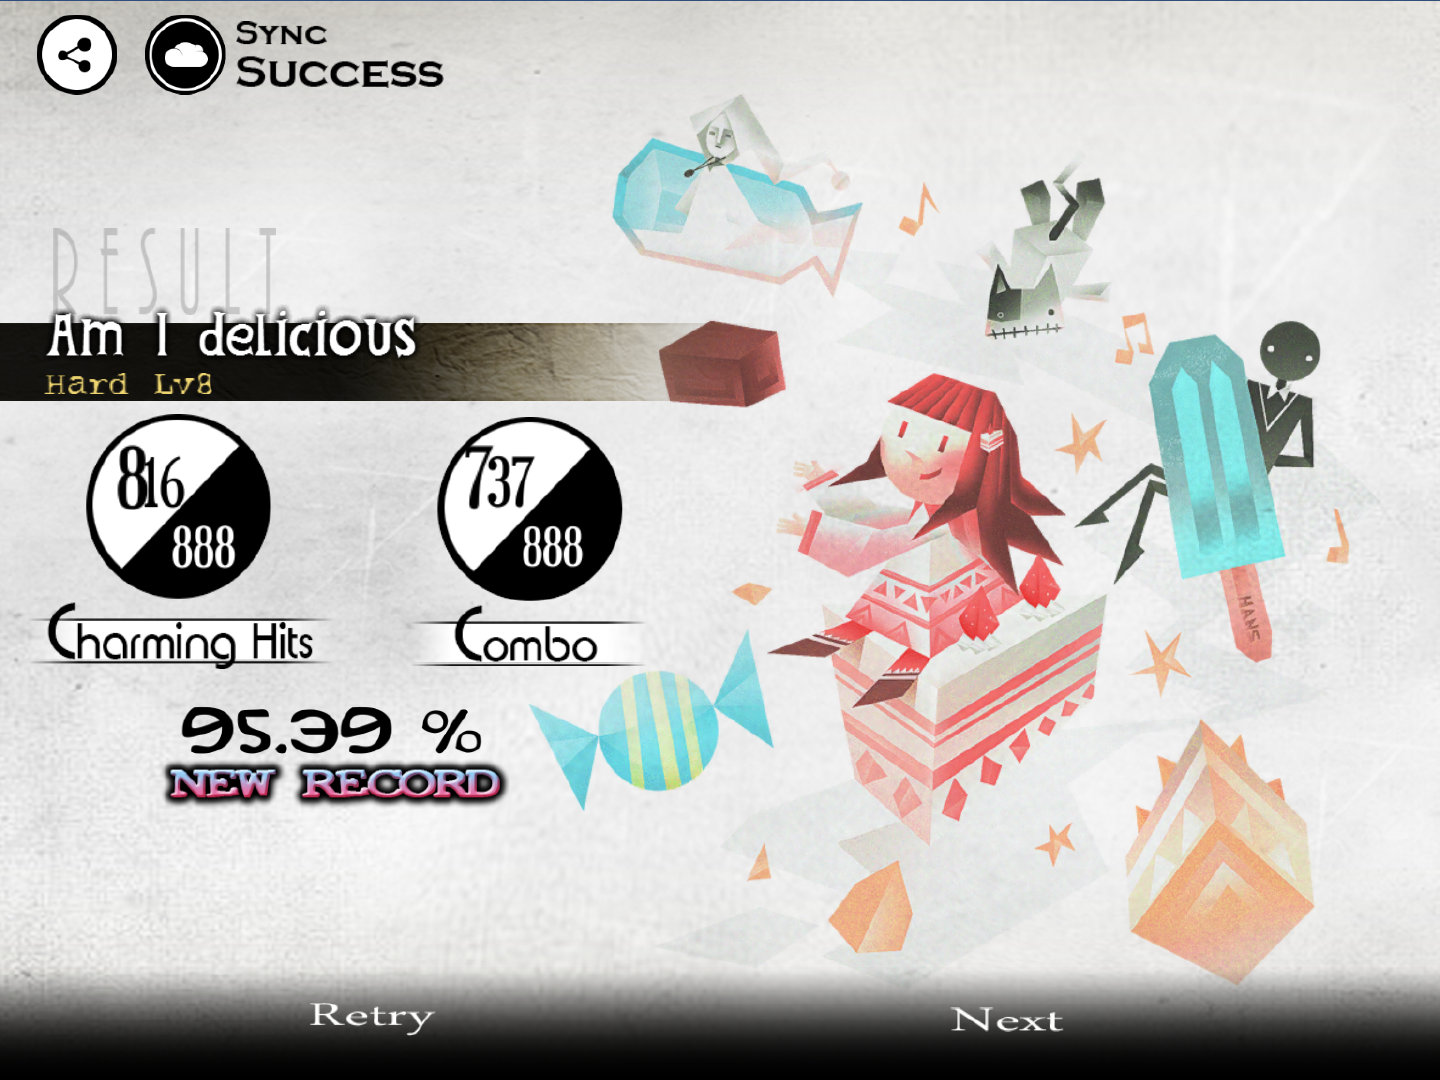 SYNC
SUCCESS
RESULT
Am I delicious
Hard Lv8
816
888
Charming Hits
737
888
Combo
95.39 %
NEW RECORD
HANS
Retry
Next